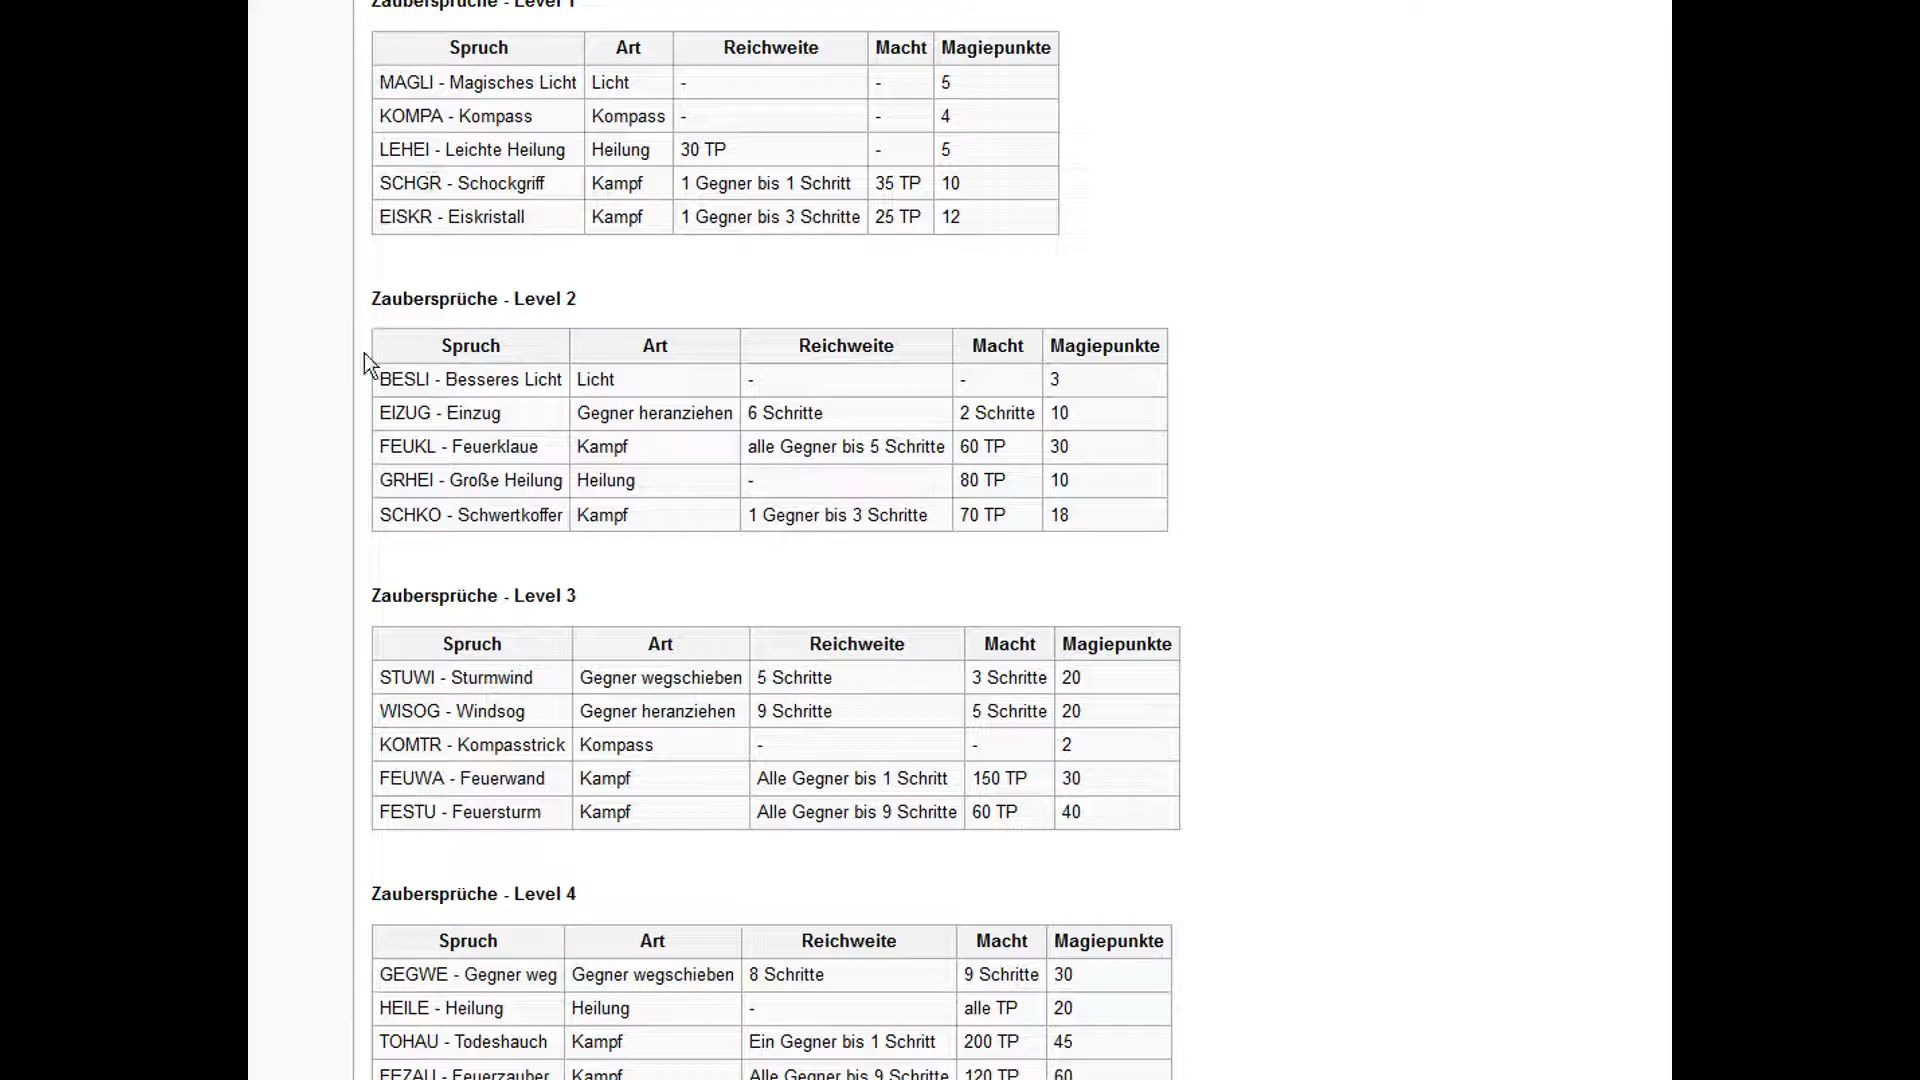 Zaubersprüche - Level 1
Spruch Art Reichweite Macht Magiepunkte
MAGLI - Magisches Licht Licht - - 5
KOMPA - Kompass Kompass - - 4
LEHEI - Leichte Heilung Heilung 30 TP - 5
SCHGR - Schockgriff Kampf 1 Gegner bis 1 Schritt 35 TP 10
EISKR - Eiskristall Kampf 1 Gegner bis 3 Schritte 25 TP 12
Zaubersprüche - Level 2
Spruch Art Reichweite Macht Magiepunkte
BESLI - Besseres Licht Licht - - 3
EIZUG - Einzug Gegner heranziehen 6 Schritte 2 Schritte 10
FEUKL - Feuerklaue Kampf alle Gegner bis 5 Schritte 60 TP 30
GRHEI - Große Heilung Heilung - 80 TP 10
SCHKO - Schwertkoffer Kampf 1 Gegner bis 3 Schritte 70 TP 18
Zaubersprüche - Level 3
Spruch Art Reichweite Macht Magiepunkte
STUWI - Sturmwind Gegner wegschieben 5 Schritte 3 Schritte 20
WISOG - Windsog Gegner heranziehen 9 Schritte 5 Schritte 20
KOMTR - Kompasstrick Kompass - - 2
FEUWA - Feuerwand Kampf Alle Gegner bis 1 Schritt 150 TP 30
FESTU - Feuersturm Kampf Alle Gegner bis 9 Schritte 60 TP 40
Zaubersprüche - Level 4
Spruch Art Reichweite Macht Magiepunkte
GEGWE - Gegner weg Gegner wegschieben 8 Schritte 9 Schritte 30
HEILE - Heilung Heilung - alle TP 20
TOHAU - Todeshauch Kampf Ein Gegner bis 1 Schritt 200 TP 45
FEZAU - Feuerzauber Kampf Alle Gegner bis 9 Schritte 120 TP 60